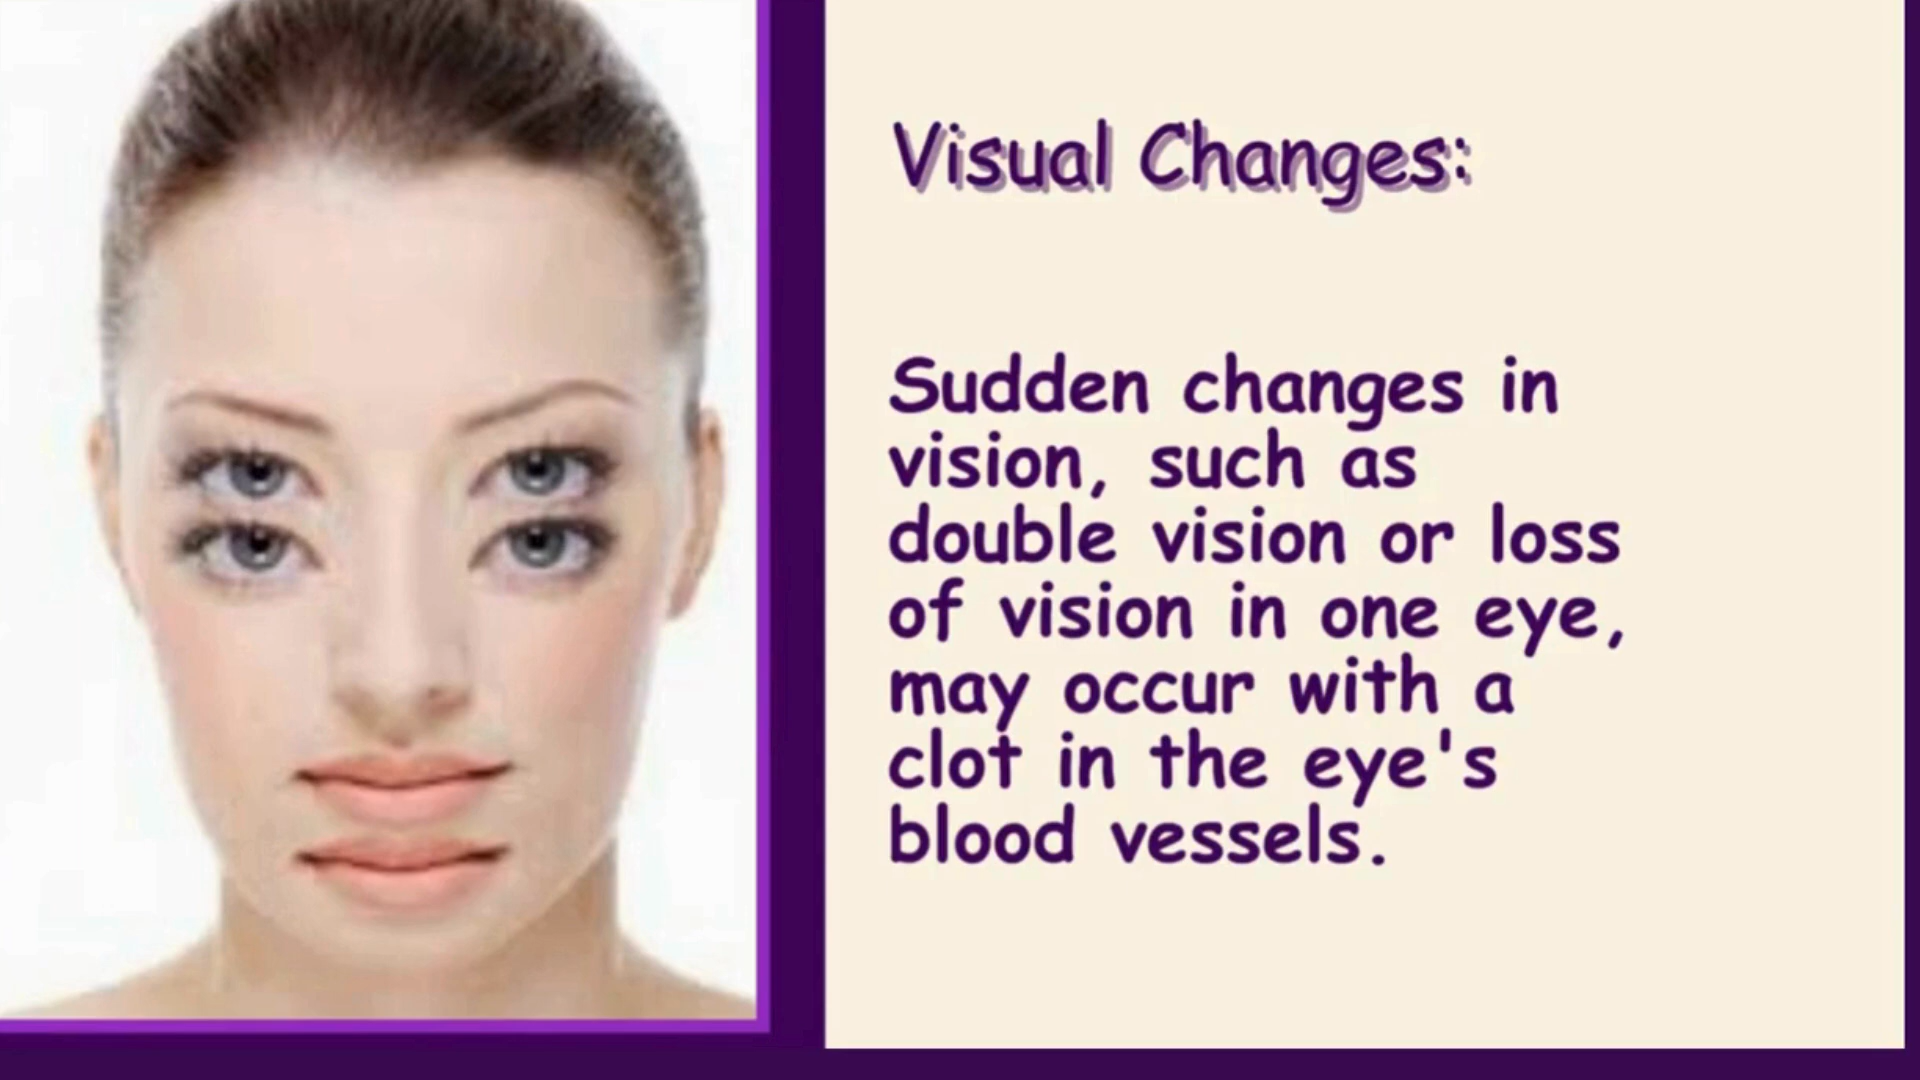 Visual Changes:
Sudden changes in
vision, such as
double vision or loss
of vision in one eye,
may occur with a
clot in the eye's
blood vessels.